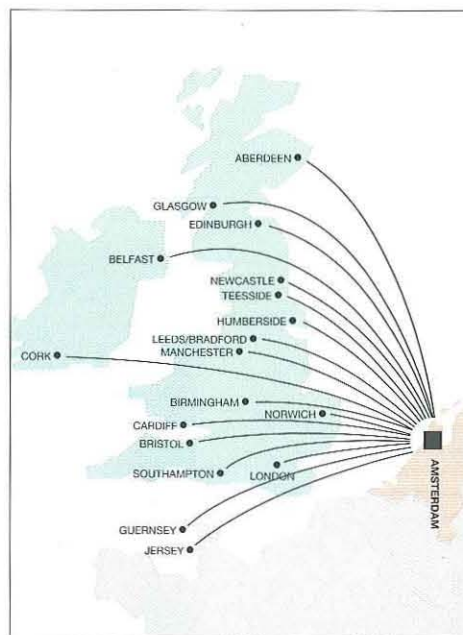 ABERDEEN
GLASGOW
EDINBURGH
BELFAST
NEWCASTLE
TEESSIDE
HUMBERSIDE
LEEDS/BRADFORD
MANCHESTER
CORK
BIRMINGHAM
NORWICH
CARDIFF
BRISTOL
SOUTHAMPTON
LONDON
AMSTERDAM
GUERNSEY
JERSEY